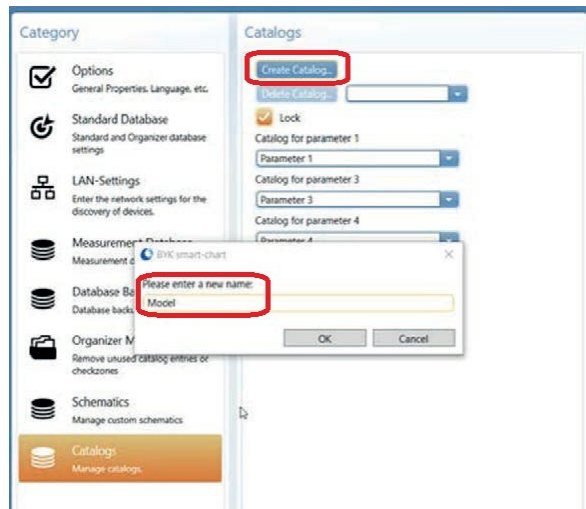 Category
Options
General Properties, Language, etc.
Standard Database
Standard and Organizer database
settings
LAN-Settings
Enter the network settings for the
discovery of devices.
Measurement
Measurement
Database
Database
Organizer
Remove unused catalog entries or
checkzones
Schematics
Manage custom schematics
Catalogs
Manage catalogs.
Catalogs
Create Catalog...
Delete Catalog...
Lock
Catalog for parameter 1
Parameter 1
Catalog for parameter 3
Parameter 3
Catalog for parameter 4
Parameter 4
BYK smart-chart
Please enter a new name:
Model
OK
Cancel